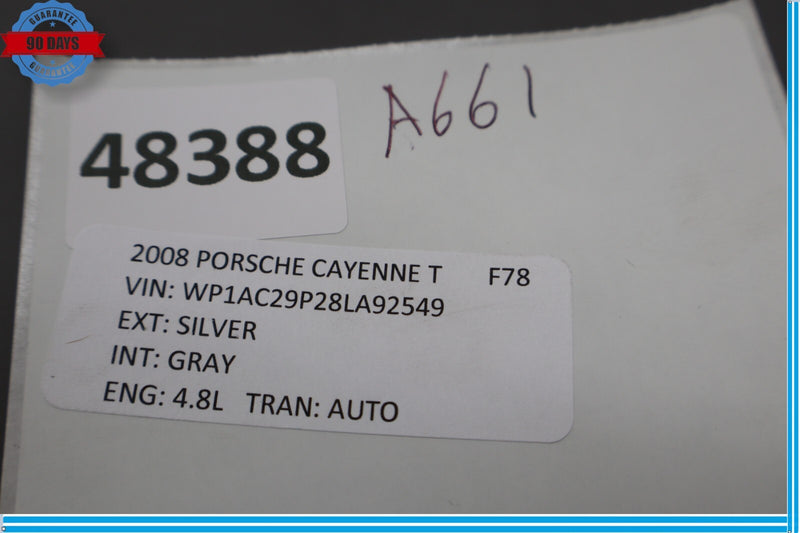 GUARANTEE
90 DAYS
GUARANTEE
A661
48388
2008 PORSCHE CAYENNE T F78
VIN: WP1AC29P28LA92549
EXT: SILVER
INT: GRAY
ENG: 4.8L TRAN: AUTO